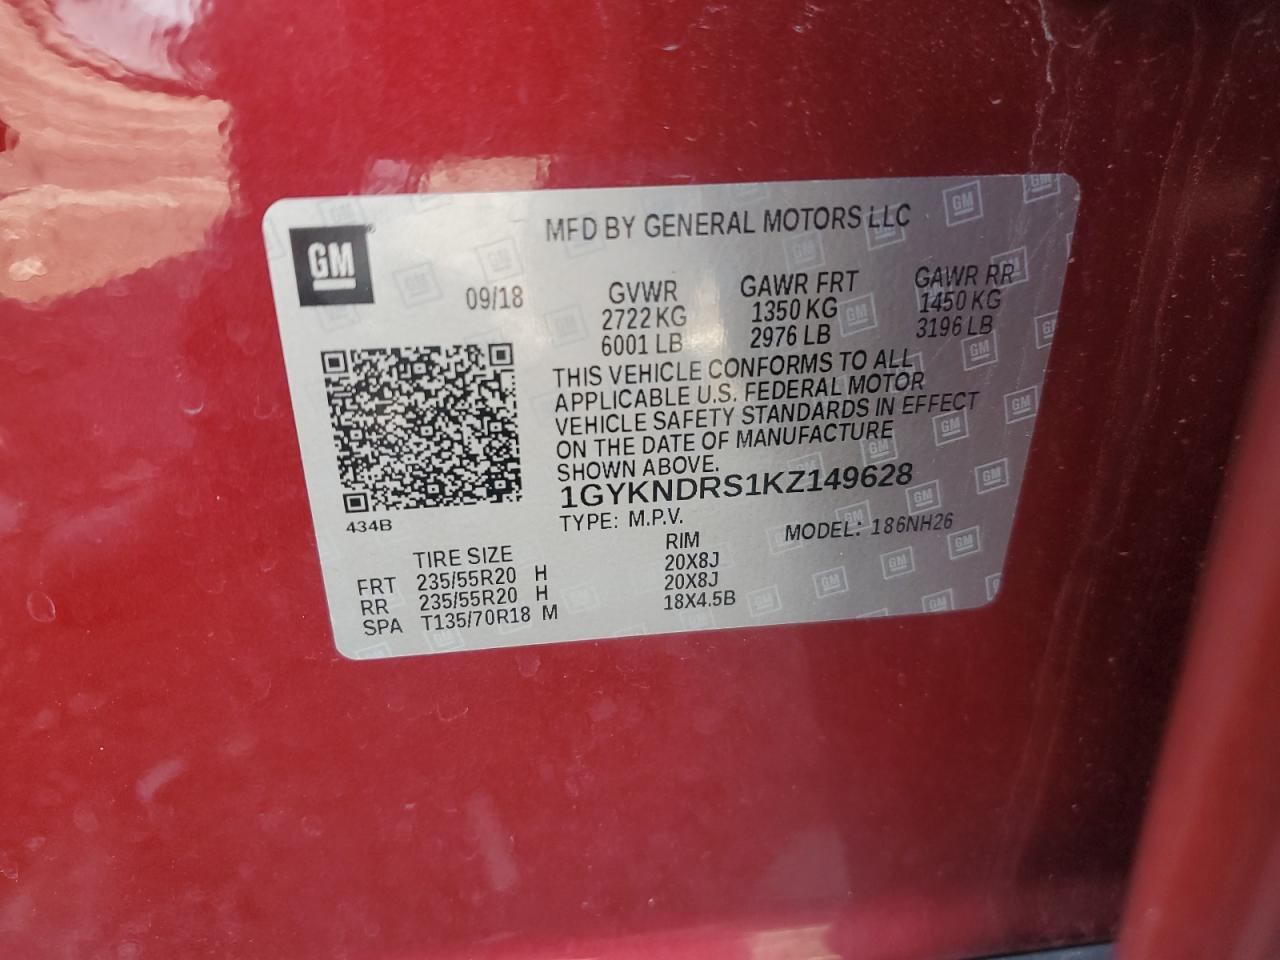 GM
MFD BY GENERAL MOTORS LLC
09/18
GVWR GAWR FRT GAWR RR
2722 KG 1350 KG 1450 KG
6001 LB 2976 LB 3196 LB
THIS VEHICLE CONFORMS TO ALL
APPLICABLE U.S. FEDERAL MOTOR
VEHICLE SAFETY STANDARDS IN EFFECT
ON THE DATE OF MANUFACTURE
SHOWN ABOVE.
1GYKNDRS1KZ149628
434B
TYPE: M.P.V. MODEL: 186NH26
TIRE SIZE RIM
FRT 235/55R20 H 20X8J
RR 235/55R20 H 20X8J
SPA T135/70R18 M 18X4.5B